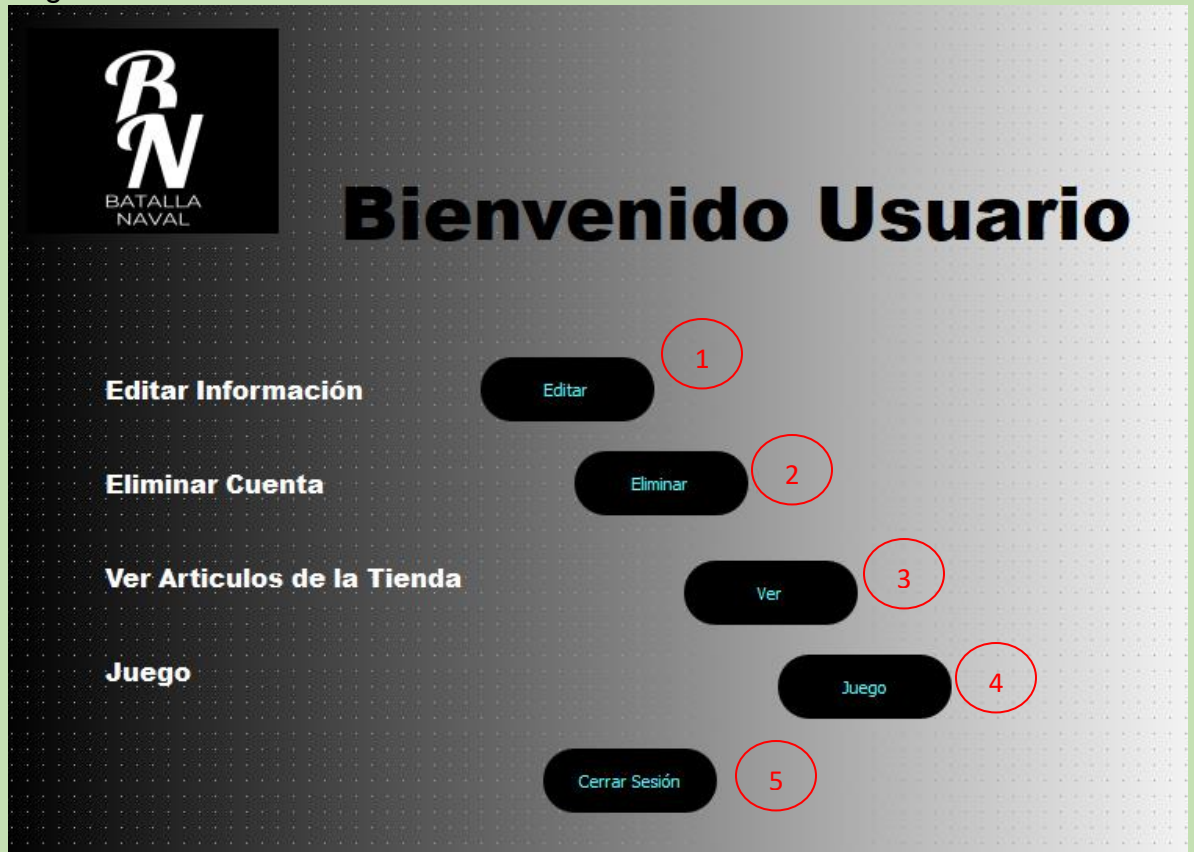 BN
BATALLA
NAVAL
Bienvenido Usuario
1
Editar Información
Editar
2
Eliminar Cuenta
Eliminar
3
Ver Articulos de la Tienda
Ver
4
Juego
Juego
5
Cerrar Sesión